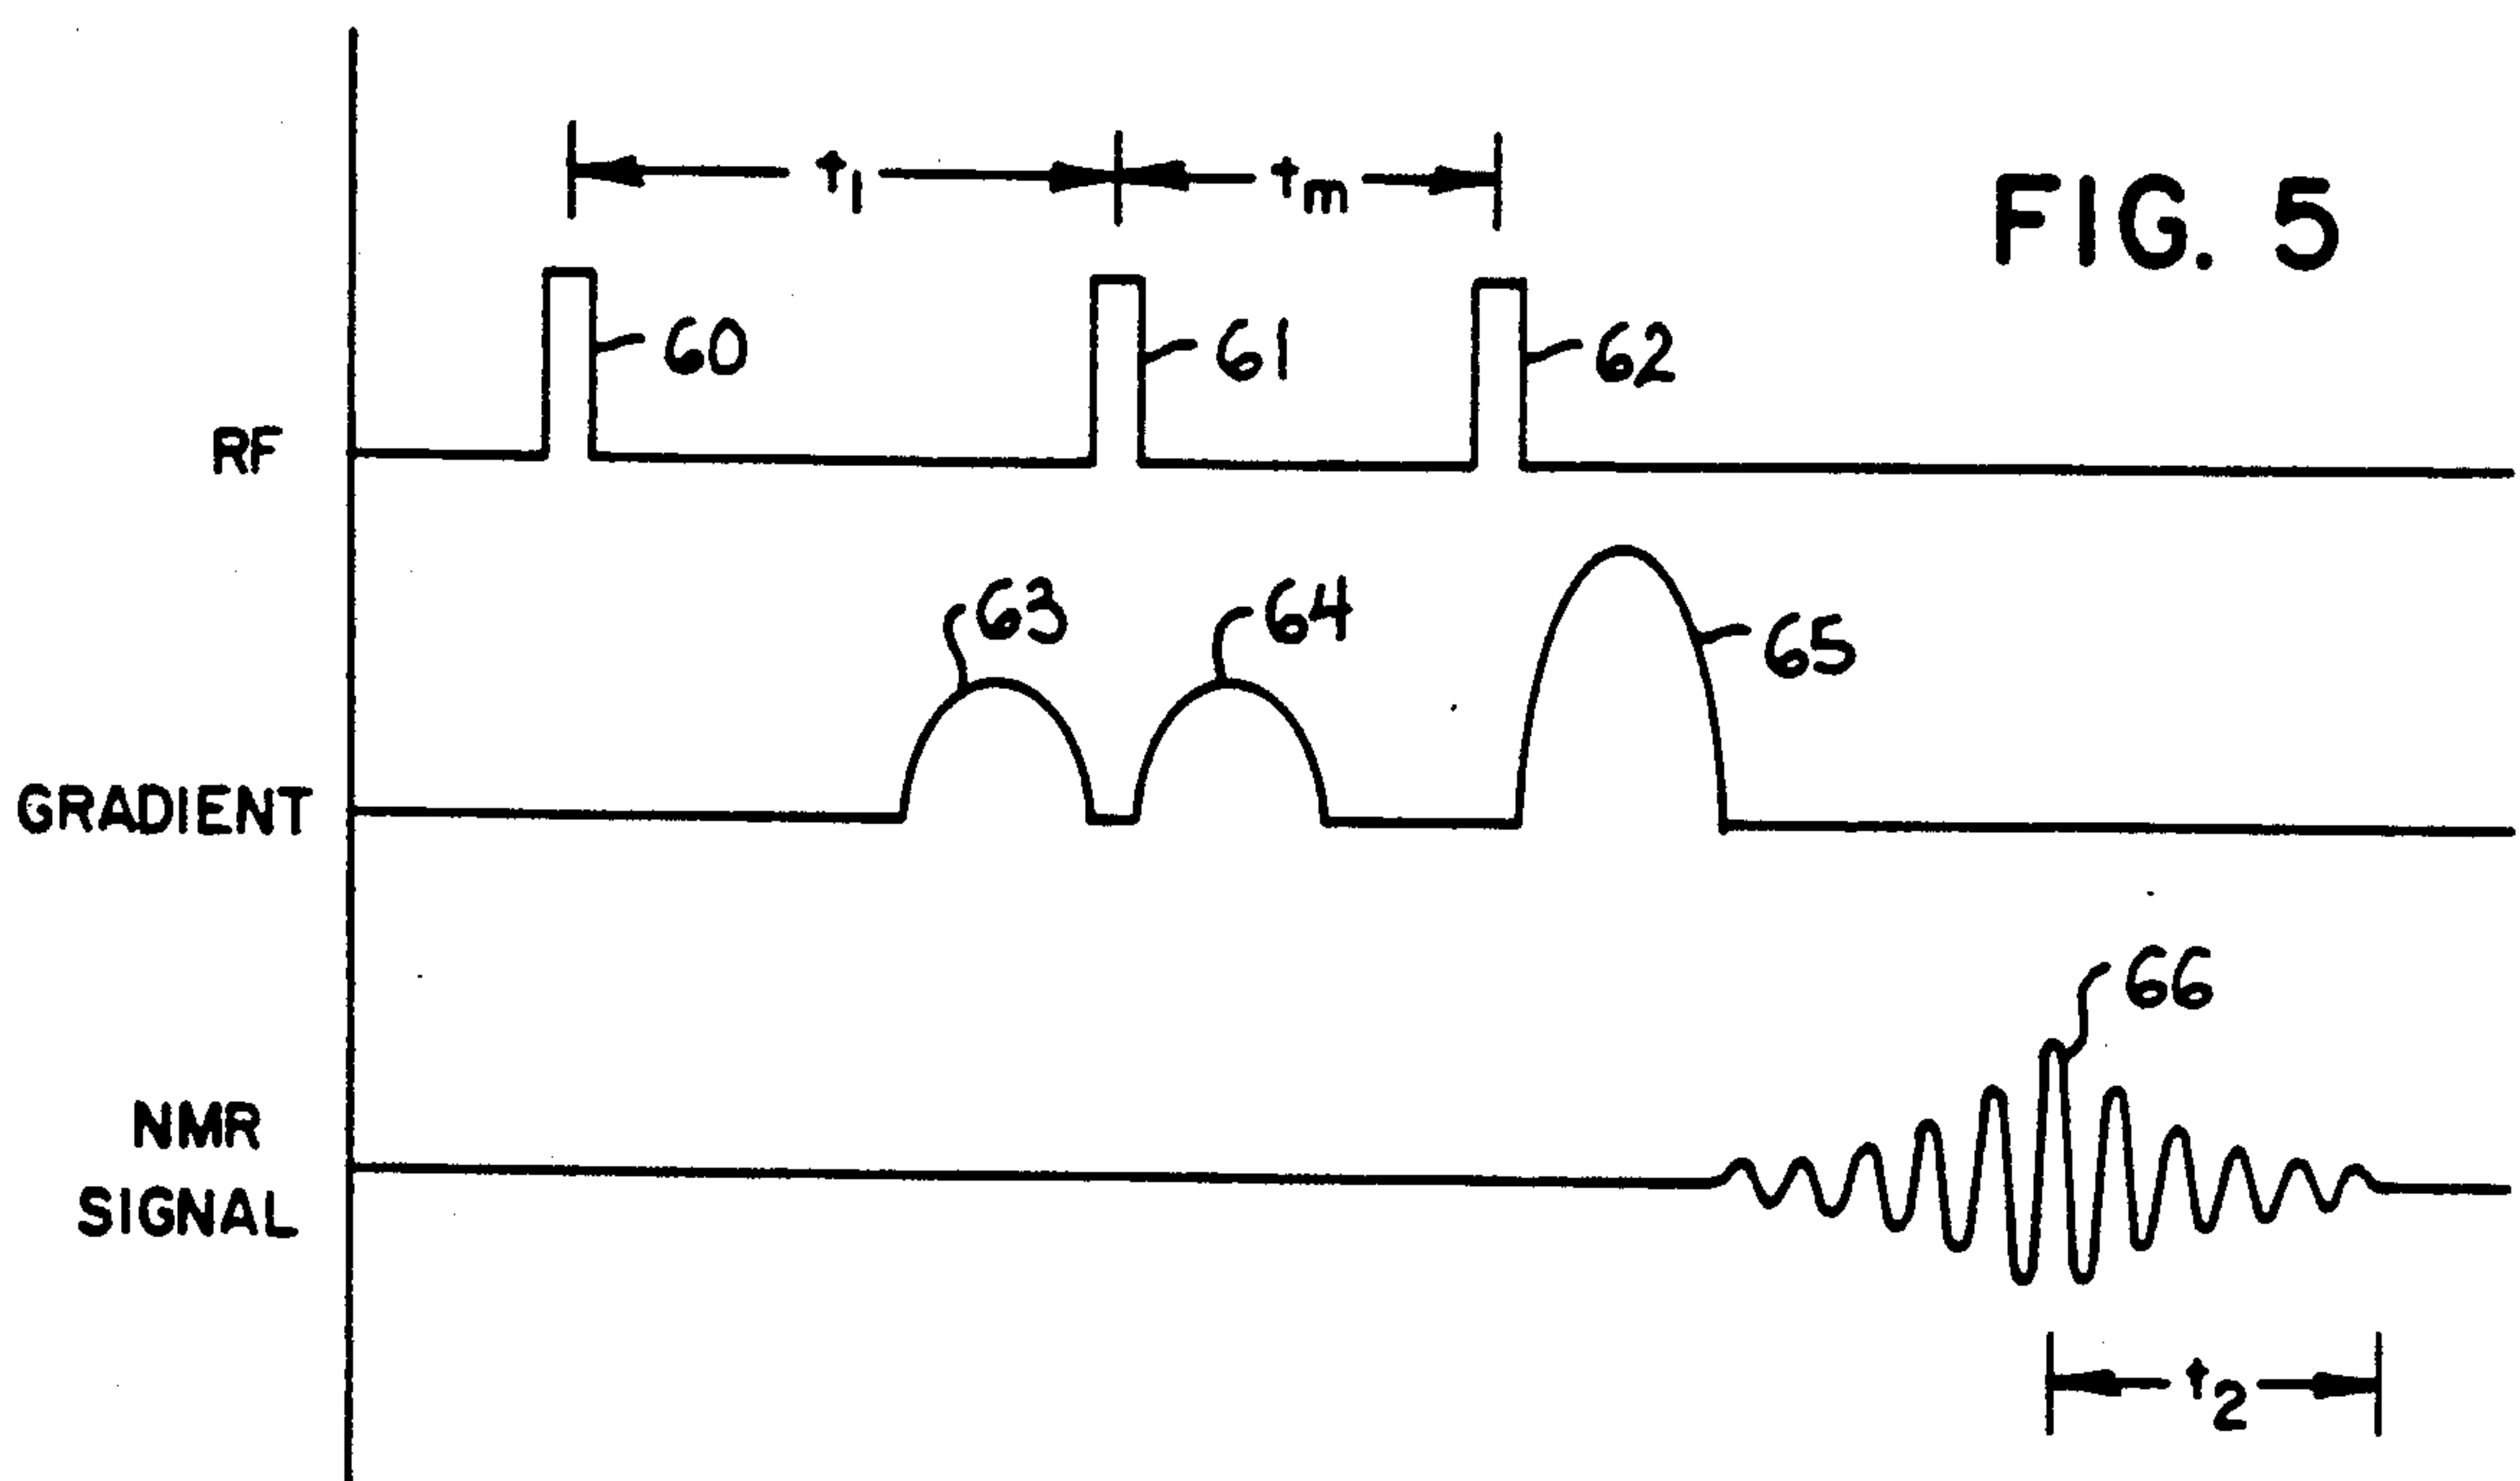 t1 tm
FIG. 5
60 61 62
RF
63 64 65
GRADIENT
66
NMR
SIGNAL
t2